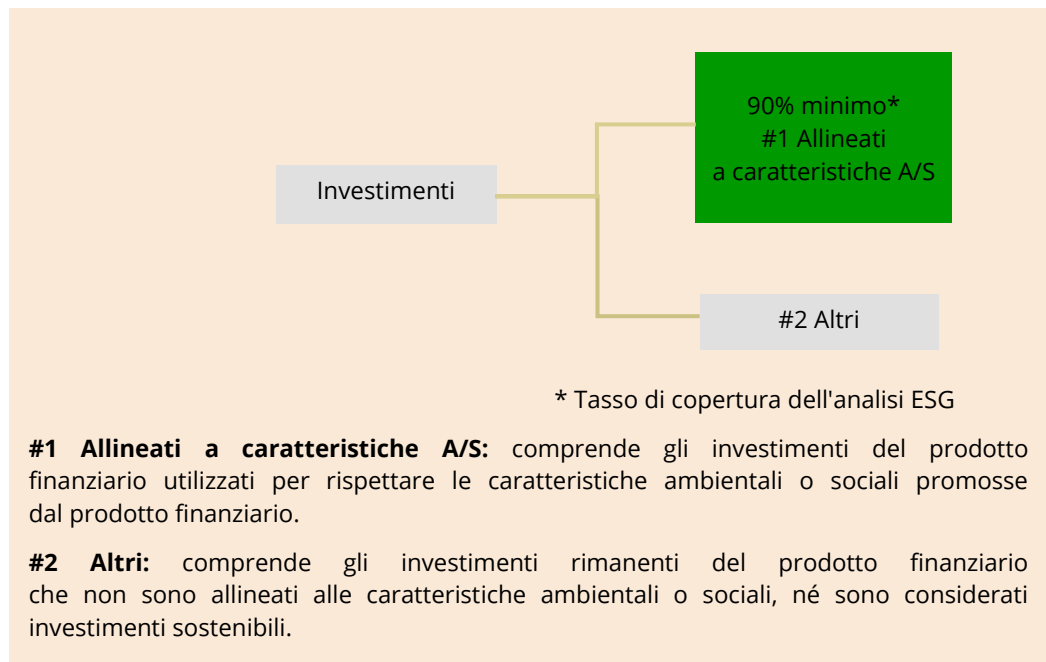 90% minimo*
#1 Allineati
a caratteristiche A/S
Investimenti
#2 Altri
* Tasso di copertura dell'analisi ESG
#1 Allineati a caratteristiche A/S: comprende gli investimenti del prodotto
finanziario utilizzati per rispettare le caratteristiche ambientali o sociali promosse
dal prodotto finanziario.
#2 Altri: comprende gli investimenti rimanenti del prodotto finanziario
che non sono allineati alle caratteristiche ambientali o sociali, né sono considerati
investimenti sostenibili.